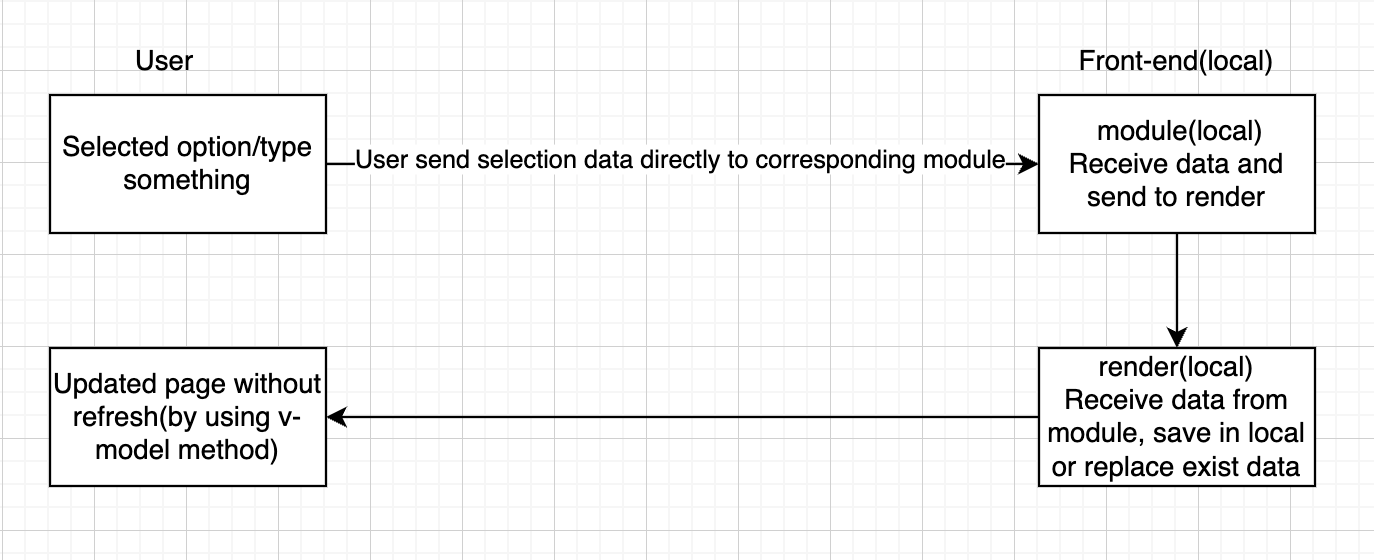 User
Front-end(local)
Selected option/type
something
User send selection data directly to corresponding module
module(local)
Receive data and
send to render
Updated page without
refresh(by using v-
model method)
render(local)
Receive data from
module, save in local
or replace exist data